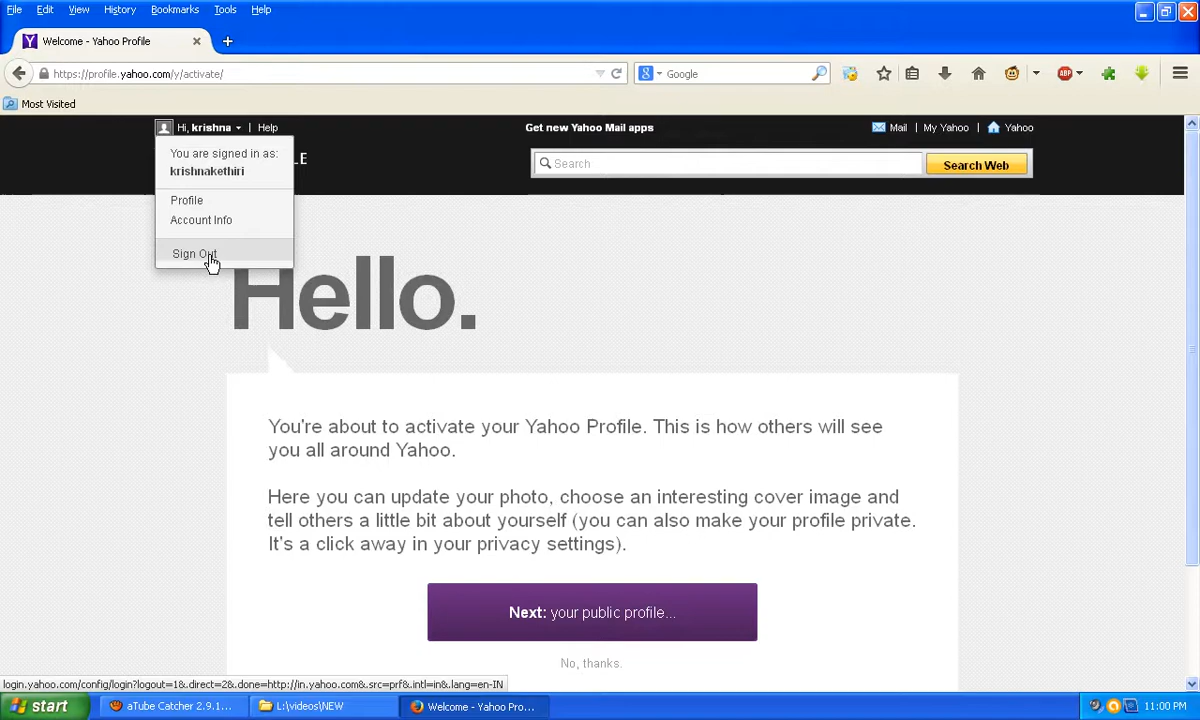 File Edit View History Bookmarks Tools Help
Welcome - Yahoo Profile
https://profile.yahoo.com/y/activate/
Google
ABP
Most Visited
Hi, krishna | Help
Get new Yahoo Mail apps
Mail | My Yahoo | Yahoo
You are signed in as:
krishnakethiri
LE
Search
Search Web
Profile
Account Info
Sign Out
Hello.
You're about to activate your Yahoo Profile. This is how others will see
you all around Yahoo.
Here you can update your photo, choose an interesting cover image and
tell others a little bit about yourself (you can also make your profile private.
It's a click away in your privacy settings).
Next: your public profile...
No, thanks.
login.yahoo.com/config/login?logout=1&.direct=2&.done=http://in.yahoo.com&.src=prf&.intl=in&.lang=en-IN
start
aTube Catcher 2.9.1...
L:\videos\NEW
Welcome - Yahoo Pro...
11:00 PM